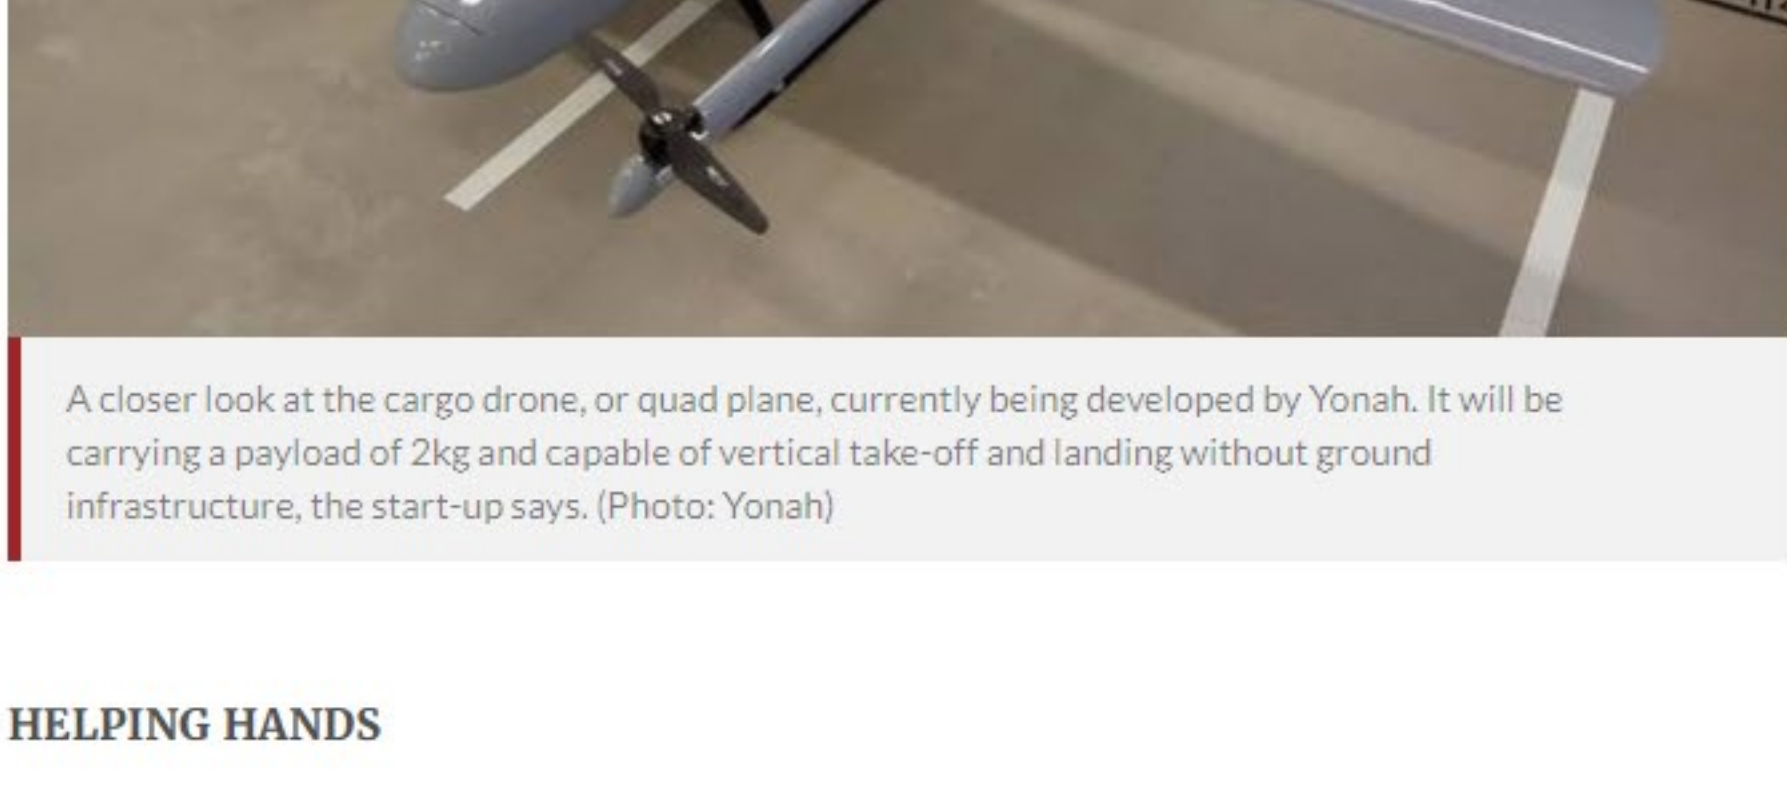 A closer look at the cargo drone, or quad plane, currently being developed by Yonah. It will be
carrying a payload of 2kg and capable of vertical take-off and landing without ground
infrastructure, the start-up says. (Photo: Yonah)
HELPING HANDS